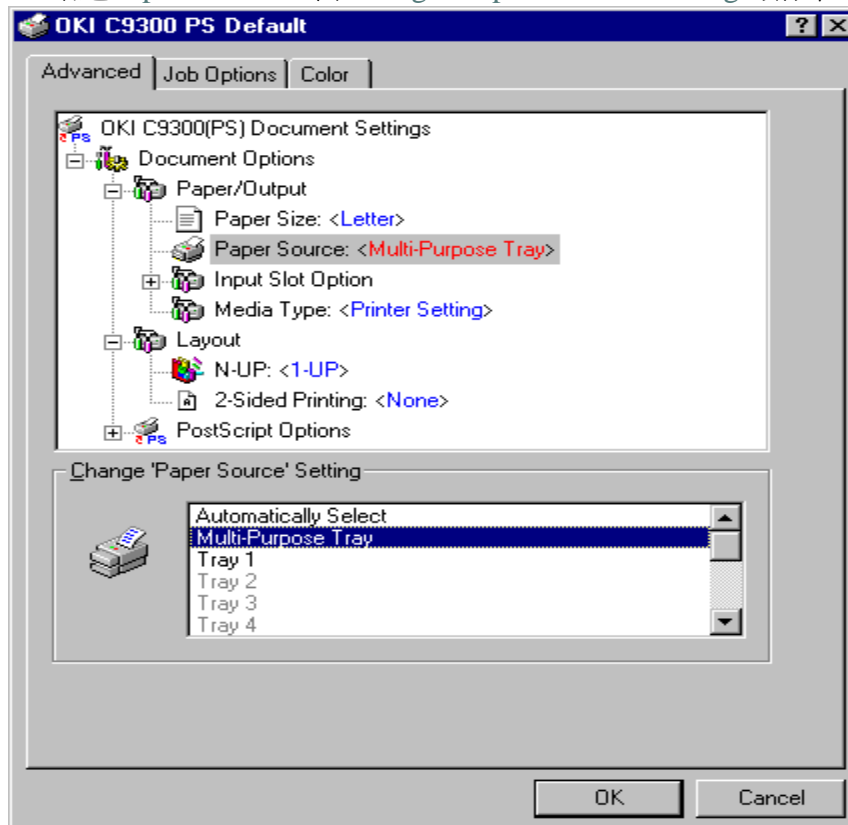 OKI C9300 PS Default
Advanced Job Options Color
OKI C9300(PS) Document Settings
Document Options
Paper/Output
Paper Size: <Letter>
Paper Source: <Multi-Purpose Tray>
Input Slot Option
Media Type: <Printer Setting>
Layout
N-UP: <1-UP>
2-Sided Printing: <None>
PostScript Options
Change 'Paper Source' Setting
Automatically Select
Multi-Purpose Tray
Tray 1
Tray 2
Tray 3
Tray 4
OK Cancel